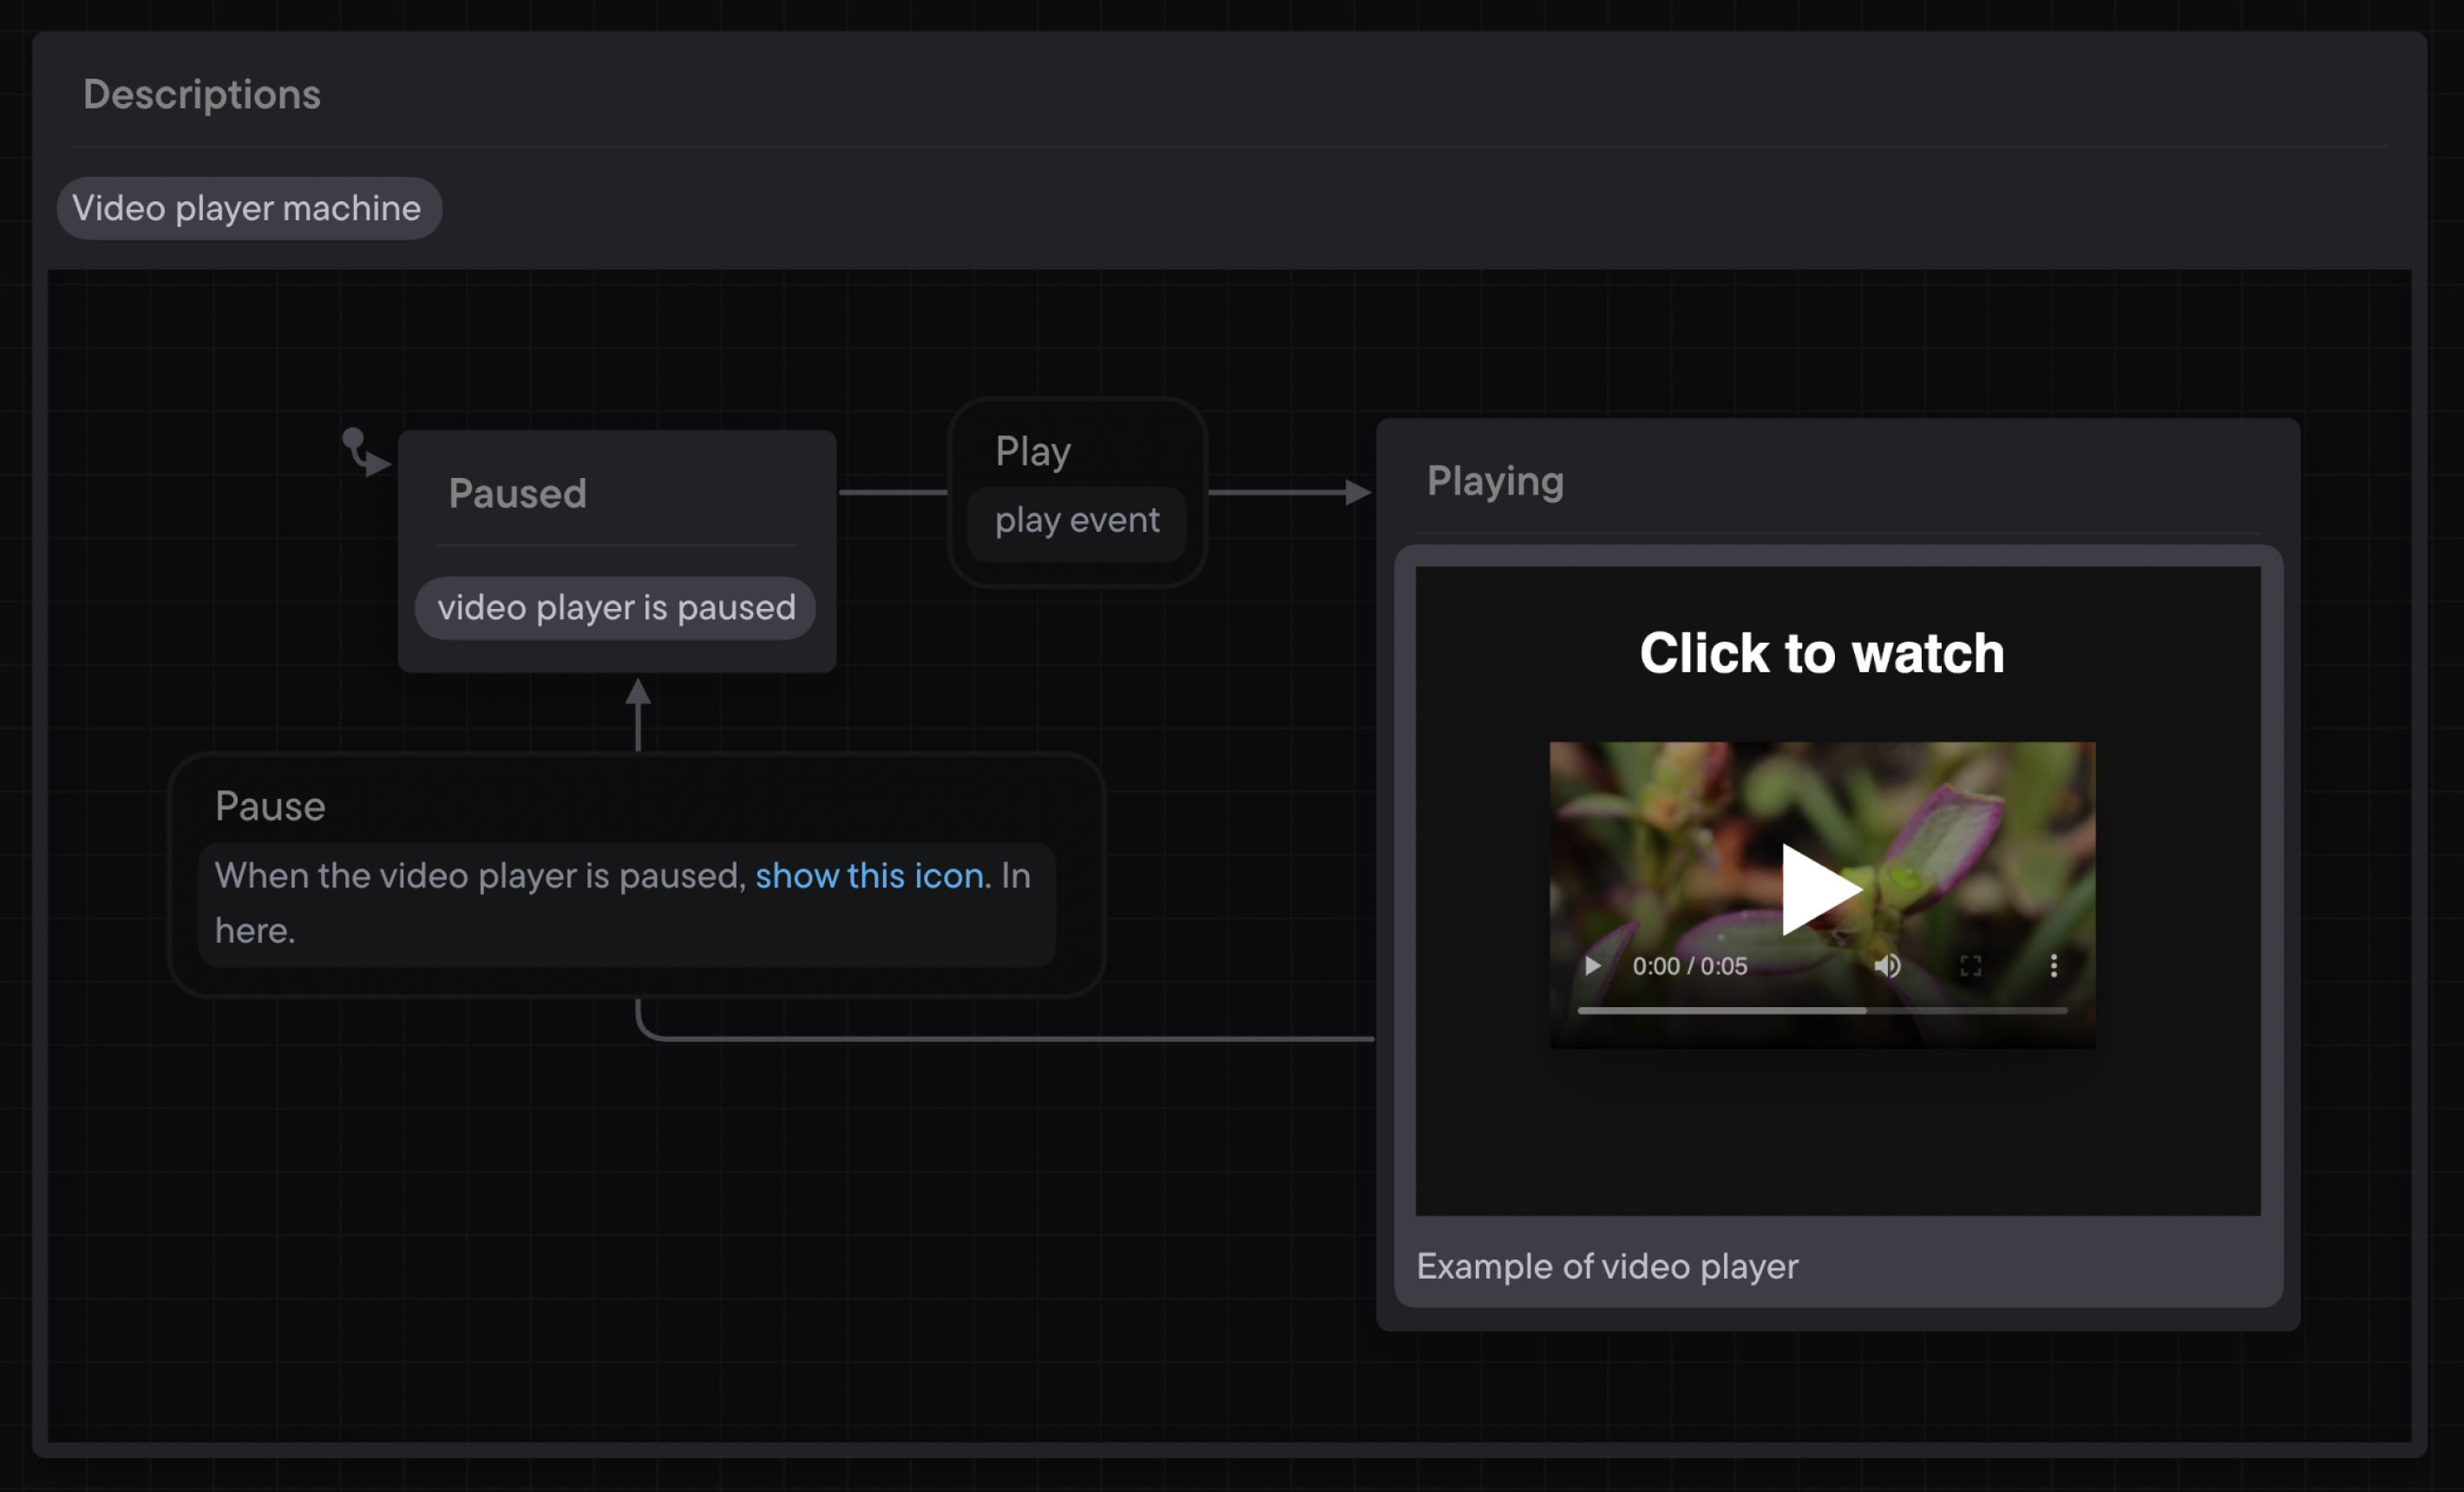 Descriptions
Video player machine
Paused
video player is paused
Play
play event
Playing
Click to watch
0:00 / 0:05
Example of video player
Pause
When the video player is paused, show this icon. In
here.